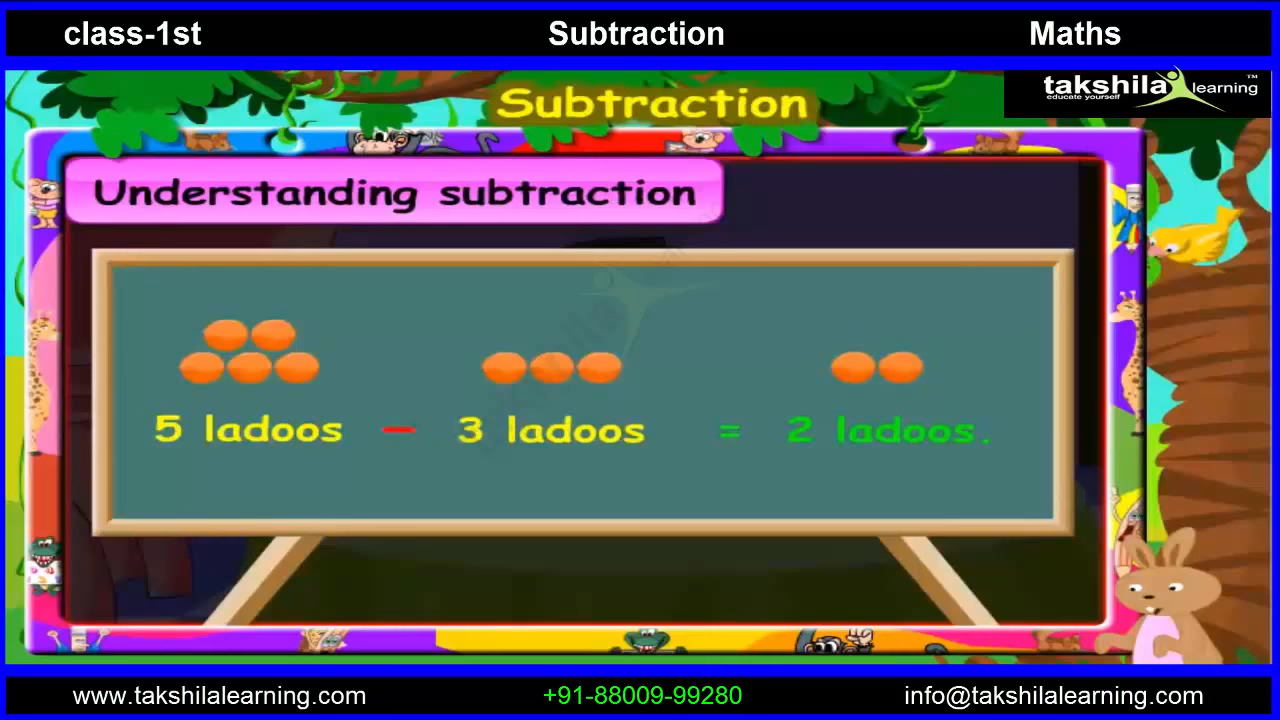 class-1st Subtraction Maths
takshila learning™
educate yourself
Subtraction
Understanding subtraction
5 ladoos – 3 ladoos = 2 ladoos.
www.takshilalearning.com +91-88009-99280 info@takshilalearning.com